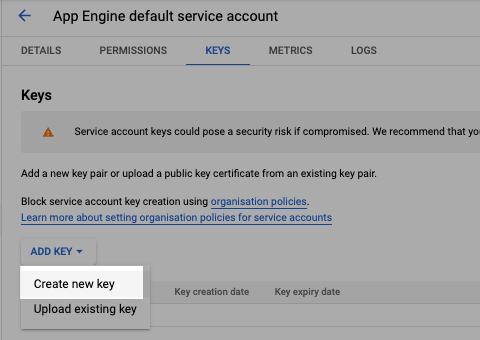 App Engine default service account
DETAILS PERMISSIONS KEYS METRICS LOGS
Keys
Service account keys could pose a security risk if compromised. We recommend that you
Add a new key pair or upload a public key certificate from an existing key pair.
Block service account key creation using organisation policies.
Learn more about setting organisation policies for service accounts
ADD KEY
Create new key
Key creation date Key expiry date
Upload existing key